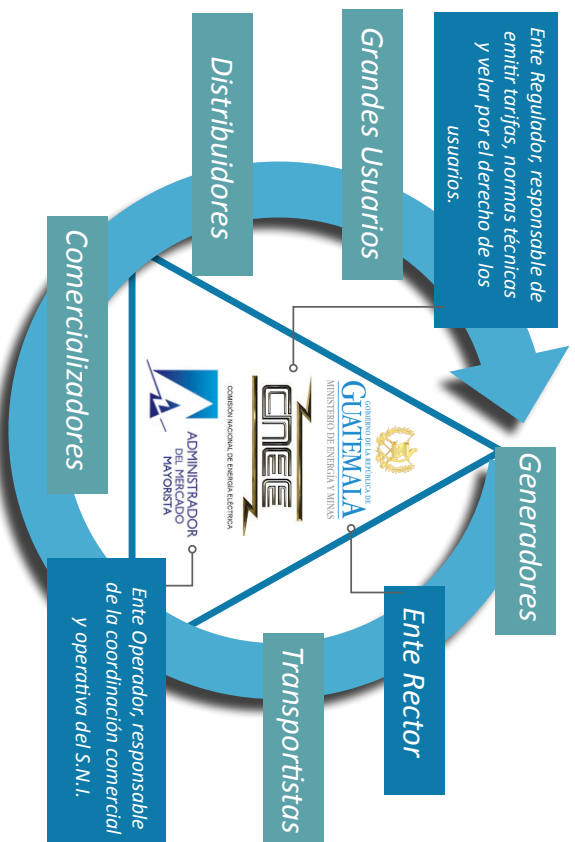 Generadores
Ente Regulador, responsable de
emitir tarifas, normas técnicas
y velar por el derecho de los
usuarios.
Ente Rector
Grandes Usuarios
GOBIERNO DE LA REPÚBLICA DE
GUATEMALA
MINISTERIO DE ENERGÍA Y MINAS
Transportistas
CNEE
COMISIÓN NACIONAL DE ENERGÍA ELÉCTRICA
Distribuidores
ADMINISTRADOR
DEL MERCADO
MAYORISTA
Ente Operador, responsable
de la coordinación comercial
y operativa del S.N.I.
Comercializadores